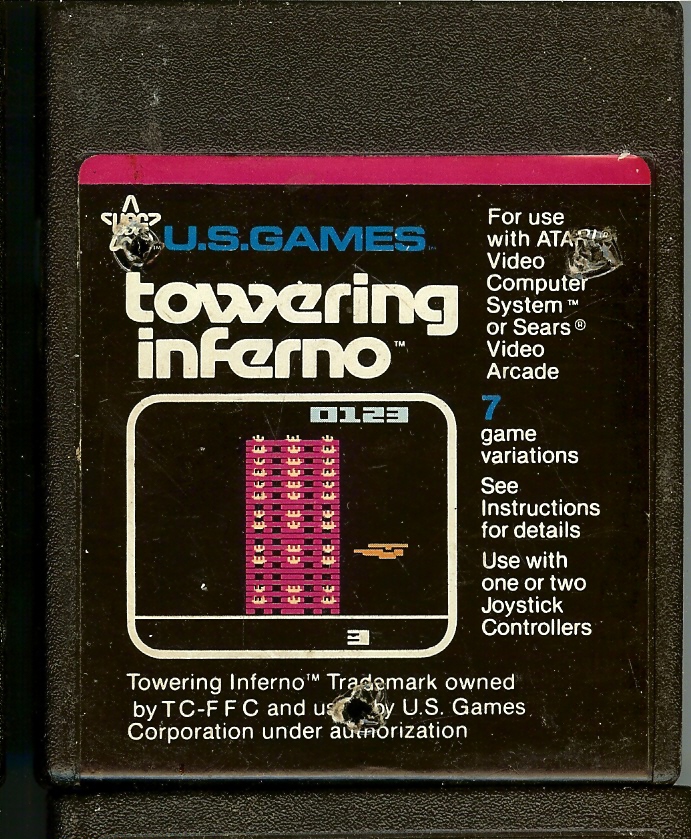 U.S.GAMES
towering
inferno™
For use
with ATA
Video
Computer
System™
or Sears®
Video
Arcade
7
game
variations
See
Instructions
for details
Use with
one or two
Joystick
Controllers
0123
3
Towering Inferno™ Trademark owned
by TC-FFC and by U.S. Games
Corporation under authorization